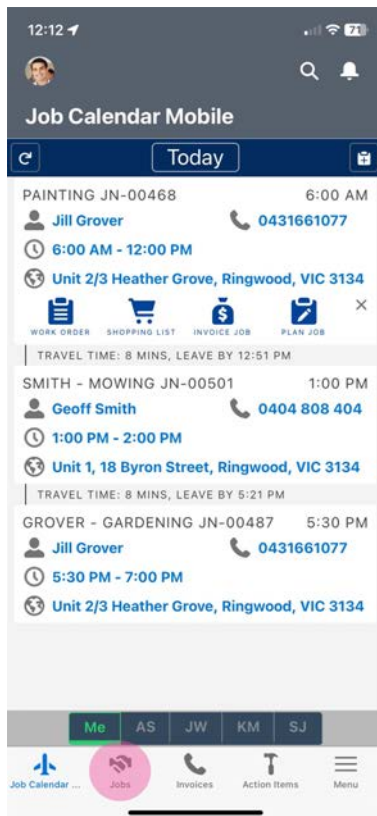 12:12
71
Job Calendar Mobile
Today
PAINTING JN-00468 6:00 AM
Jill Grover 0431661077
6:00 AM - 12:00 PM
Unit 2/3 Heather Grove, Ringwood, VIC 3134
WORK ORDER SHOPPING LIST INVOICE JOB PLAN JOB
TRAVEL TIME: 8 MINS, LEAVE BY 12:51 PM
SMITH - MOWING JN-00501 1:00 PM
Geoff Smith 0404 808 404
1:00 PM - 2:00 PM
Unit 1, 18 Byron Street, Ringwood, VIC 3134
TRAVEL TIME: 8 MINS, LEAVE BY 5:21 PM
GROVER - GARDENING JN-00487 5:30 PM
Jill Grover 0431661077
5:30 PM - 7:00 PM
Unit 2/3 Heather Grove, Ringwood, VIC 3134
Me AS JW KM SJ
Job Calendar ... Jobs Invoices Action Items Menu